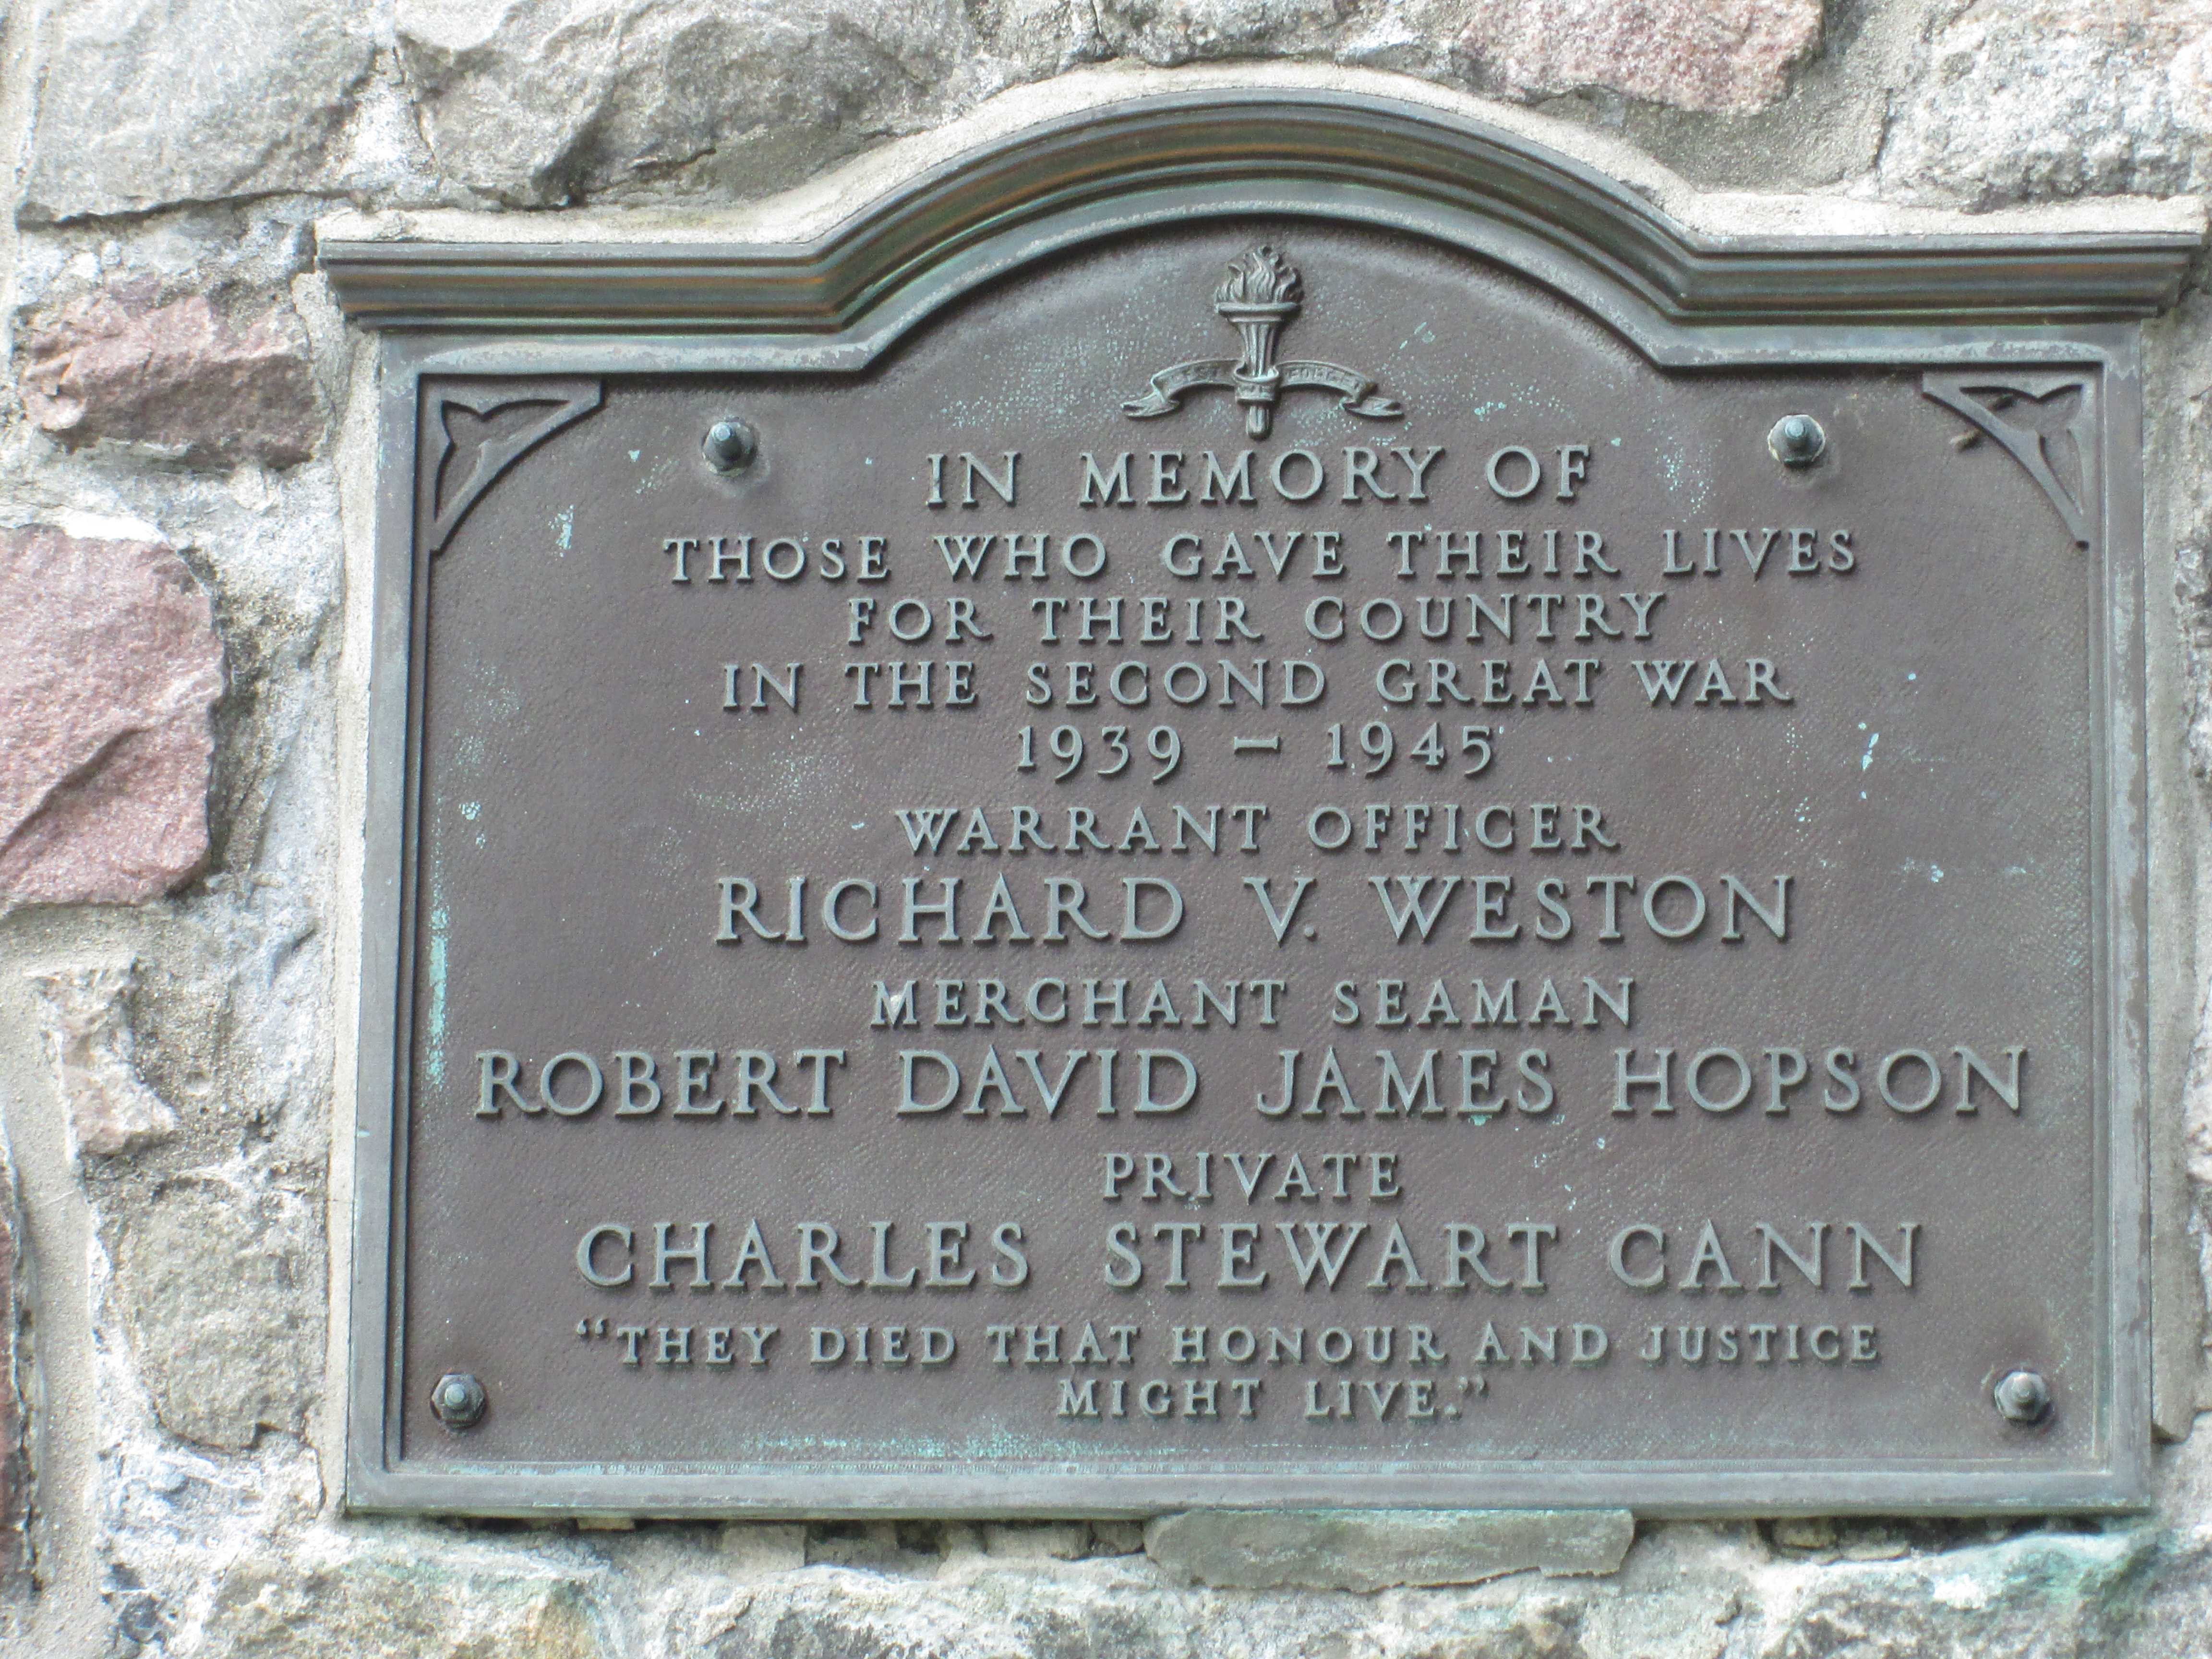 IN MEMORY OF
THOSE WHO GAVE THEIR LIVES
FOR THEIR COUNTRY
IN THE SECOND GREAT WAR
1939 – 1945
WARRANT OFFICER
RICHARD V. WESTON
MERCHANT SEAMAN
ROBERT DAVID JAMES HOPSON
PRIVATE
CHARLES STEWART CANN
"THEY DIED THAT HONOUR AND JUSTICE
MIGHT LIVE."